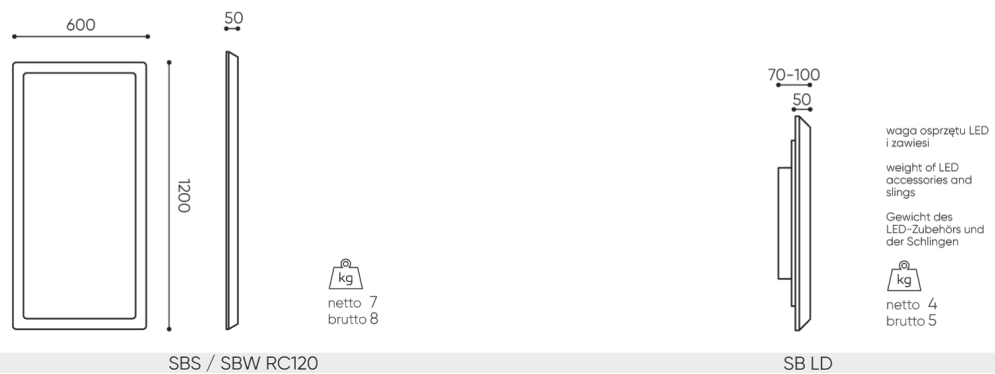 600
50
1200
kg
netto 7
brutto 8
SBS / SBW RC120
70-100
50
waga osprzętu LED
i zawiesi
weight of LED
accessories and
slings
Gewicht des
LED-Zubehörs und
der Schlingen
kg
netto 4
brutto 5
SB LD